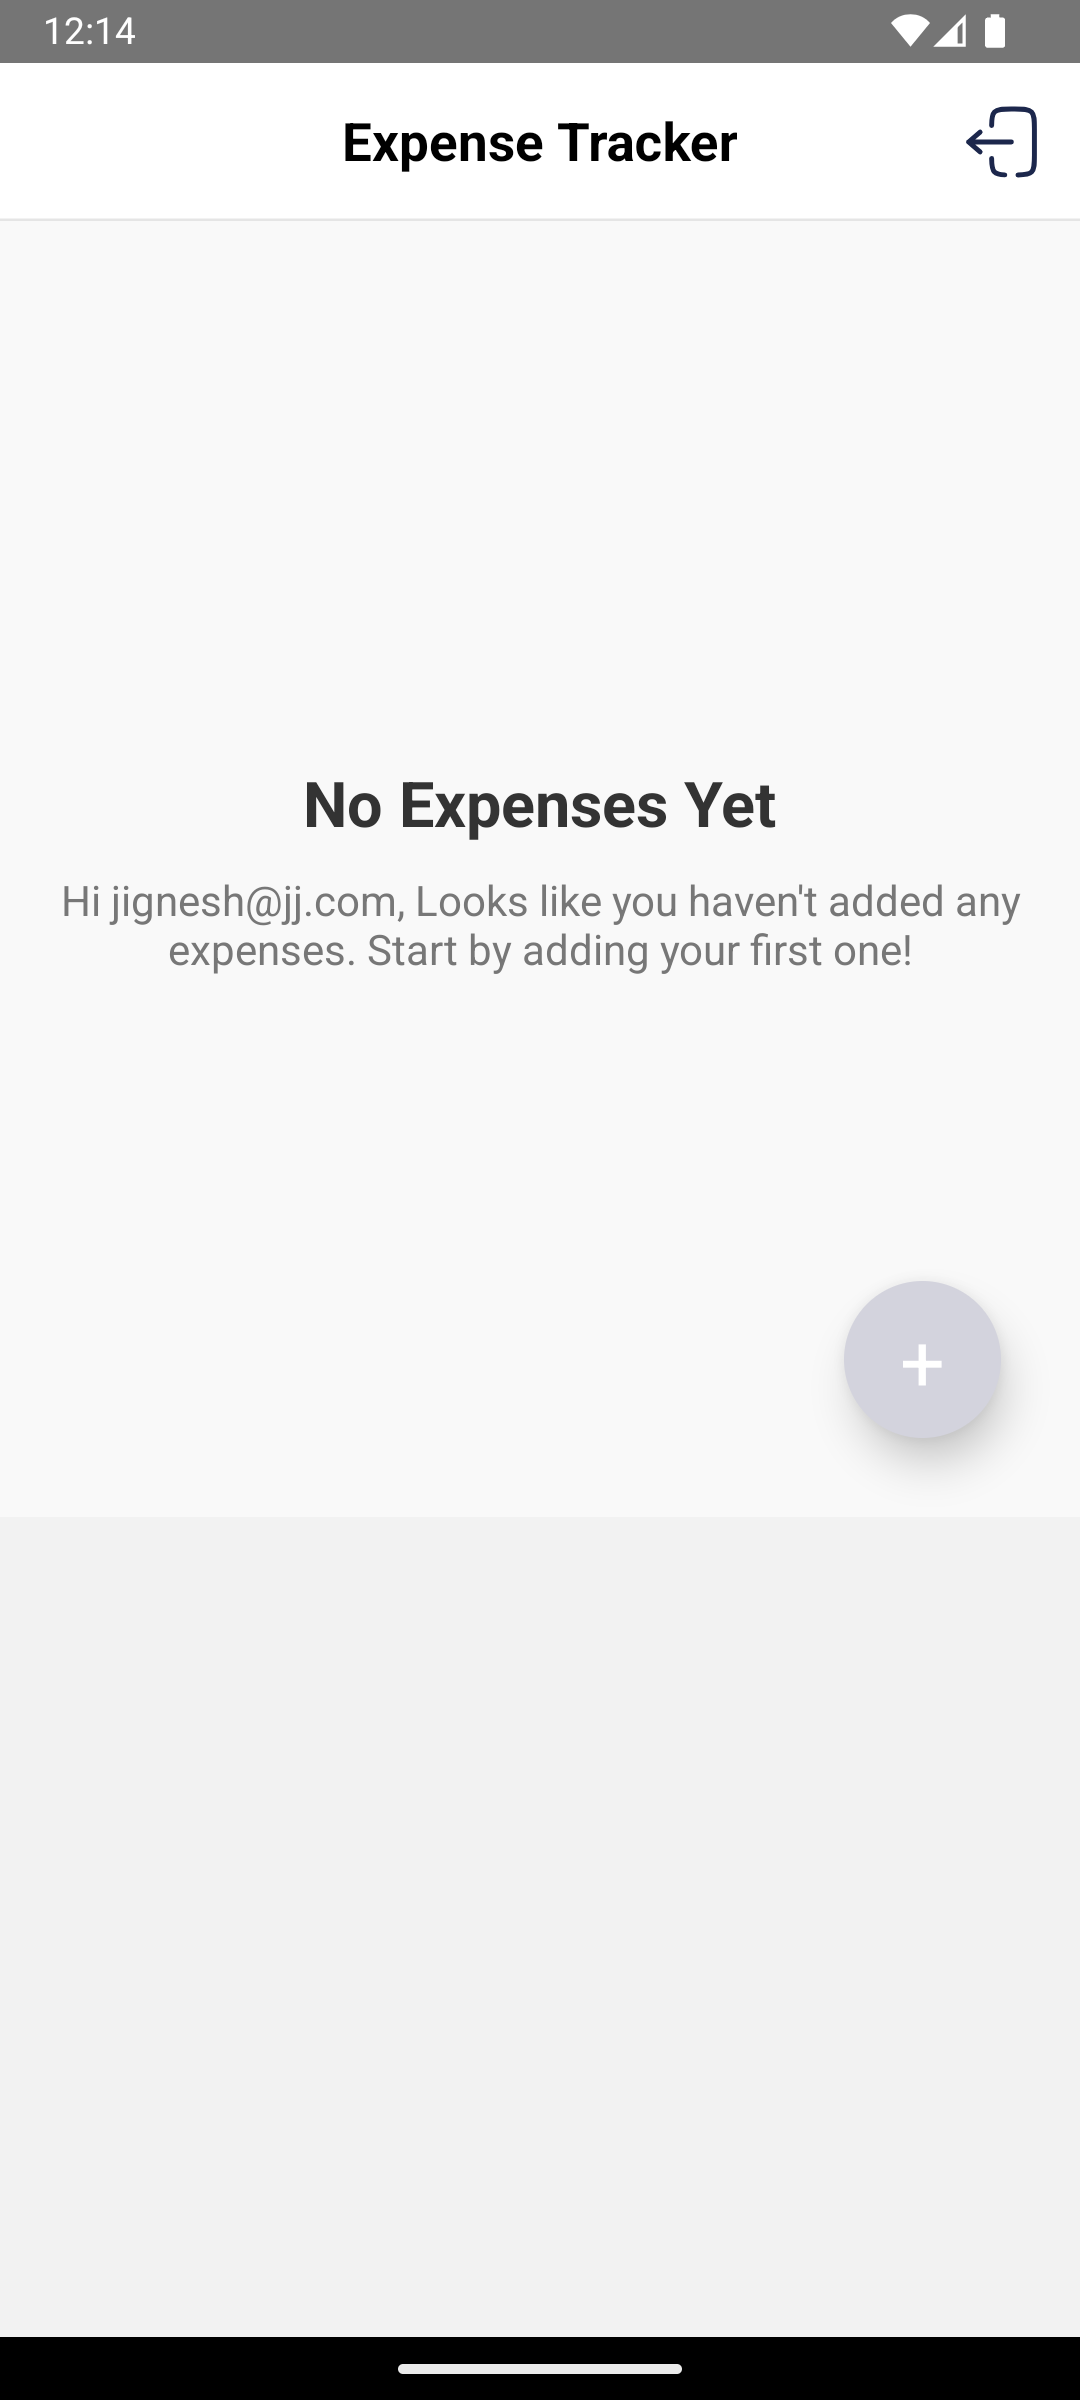 12:14
Expense Tracker
No Expenses Yet
Hi jignesh@jj.com, Looks like you haven't added any
expenses. Start by adding your first one!
+